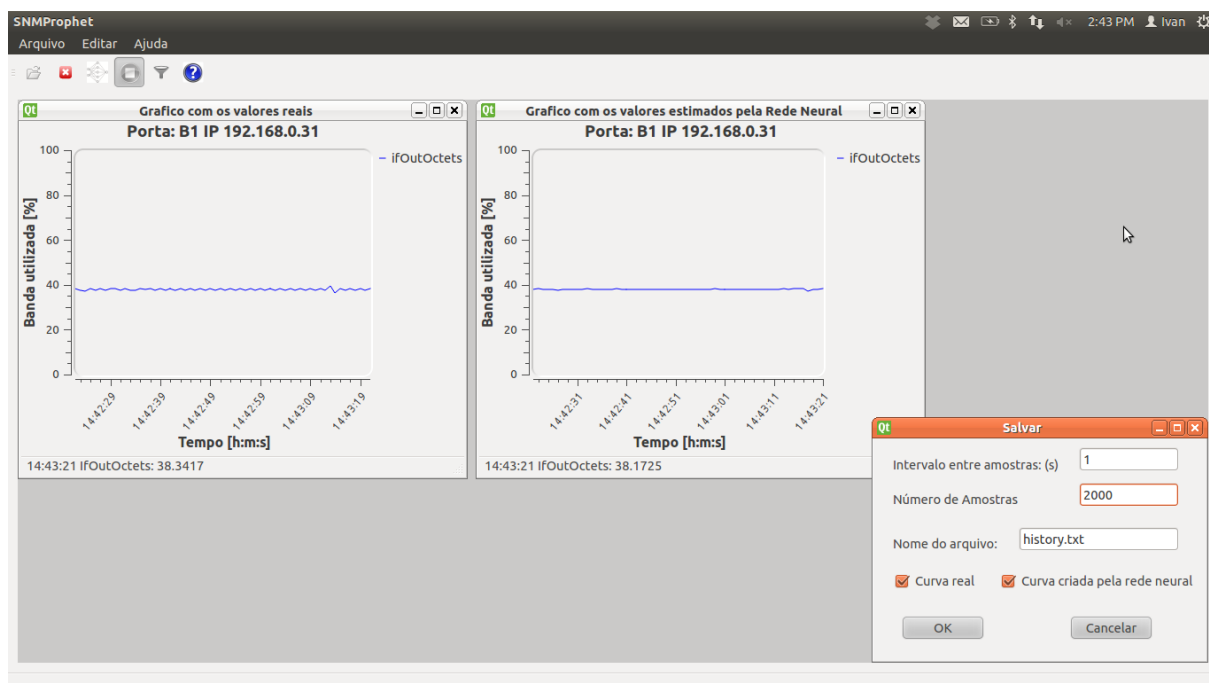 SNMProphet
2:43 PM Ivan
Arquivo Editar Ajuda
Grafico com os valores reais
Porta: B1 IP 192.168.0.31
100
80
60
40
20
0
Banda utilizada [%]
ifOutOctets
14:42:29 14:42:39 14:42:49 14:42:59 14:43:09 14:43:19
Tempo [h:m:s]
14:43:21 IfOutOctets: 38.3417
Grafico com os valores estimados pela Rede Neural
Porta: B1 IP 192.168.0.31
100
80
60
40
20
0
Banda utilizada [%]
ifOutOctets
14:42:31 14:42:41 14:42:51 14:43:01 14:43:11 14:43:21
Tempo [h:m:s]
14:43:21 IfOutOctets: 38.1725
Qt
Qt
Qt
Salvar
Intervalo entre amostras: (s) 1
Número de Amostras 2000
Nome do arquivo: history.txt
Curva real Curva criada pela rede neural
OK Cancelar